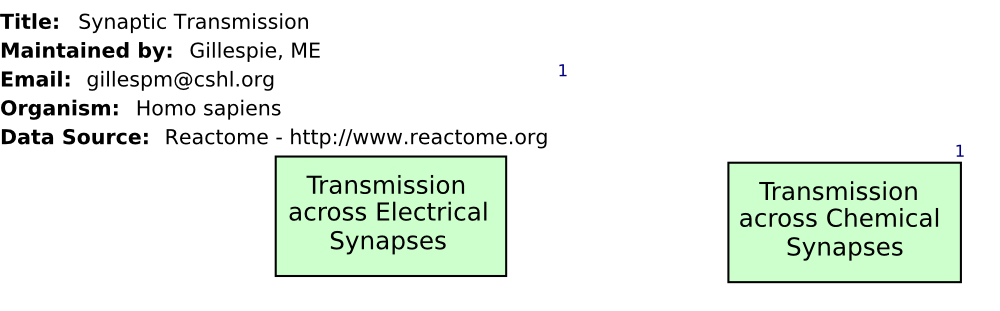 Title: Synaptic Transmission
Maintained by: Gillespie, ME
Email: gillespm@cshl.org
1
Organism: Homo sapiens
Data Source: Reactome - http://www.reactome.org
1
Transmission
across Electrical
Synapses
Transmission
across Chemical
Synapses